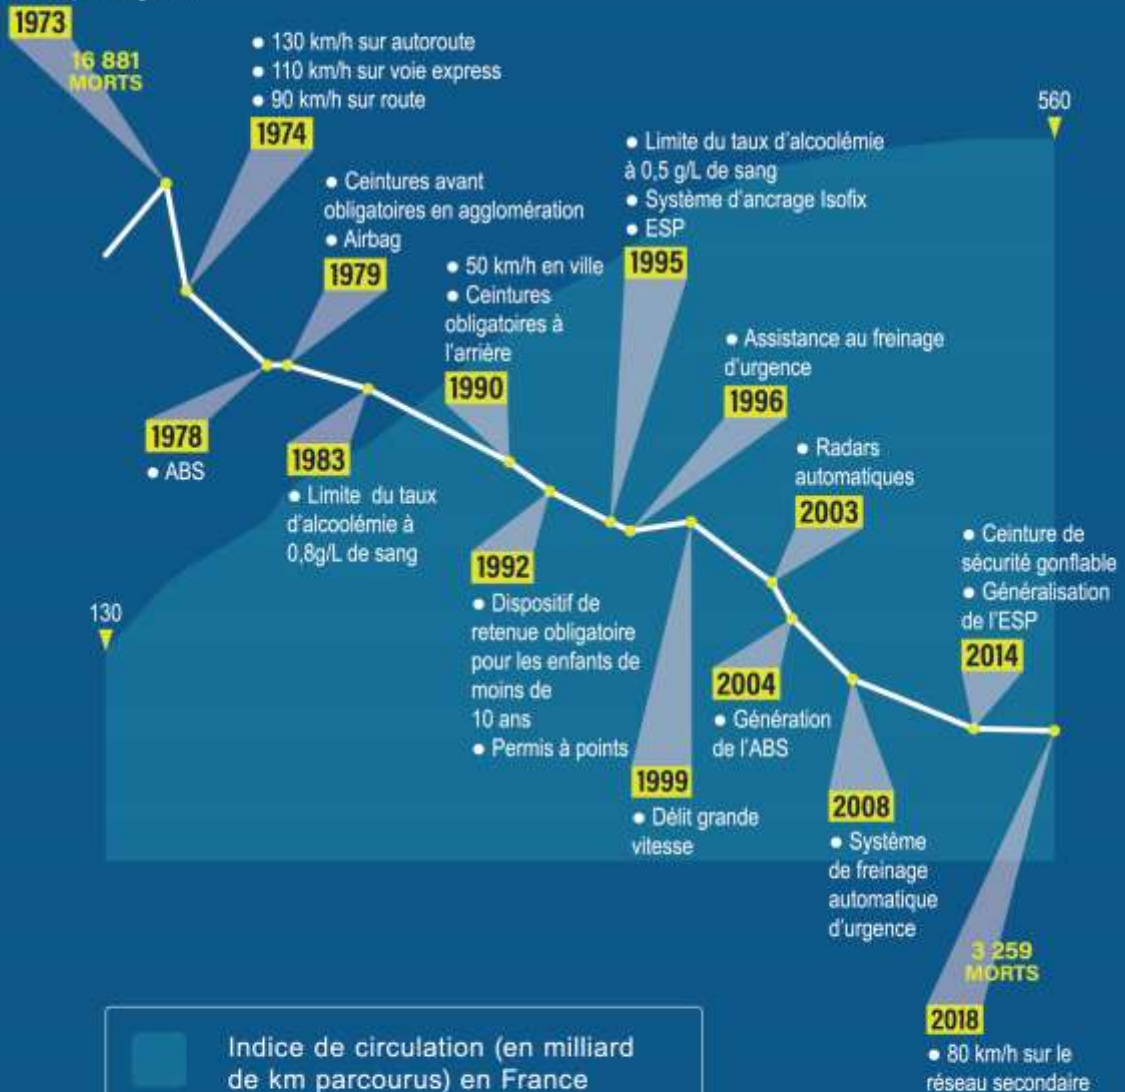 1973
16 881
MORTS
● 130 km/h sur autoroute
● 110 km/h sur voie express
● 90 km/h sur route
1974
560
● Ceintures avant
obligatoires en agglomération
● Airbag
1979
● Limite du taux d'alcoolémie
à 0,5 g/L de sang
● Système d'ancrage Isofix
● ESP
1995
● 50 km/h en ville
● Ceintures
obligatoires à
l'arrière
1990
● Assistance au freinage
d'urgence
1996
1978
● ABS
1983
● Limite du taux
d'alcoolémie à
0,8g/L de sang
● Radars
automatiques
2003
1992
● Dispositif de
retenue obligatoire
pour les enfants de
moins de
10 ans
● Permis à points
● Ceinture de
sécurité gonflable
● Généralisation
de l'ESP
2014
130
2004
● Génération
de l'ABS
1999
● Délit grande
vitesse
2008
● Système
de freinage
automatique
d'urgence
3 259
MORTS
2018
● 80 km/h sur le
réseau secondaire
Indice de circulation (en milliard
de km parcourus) en France